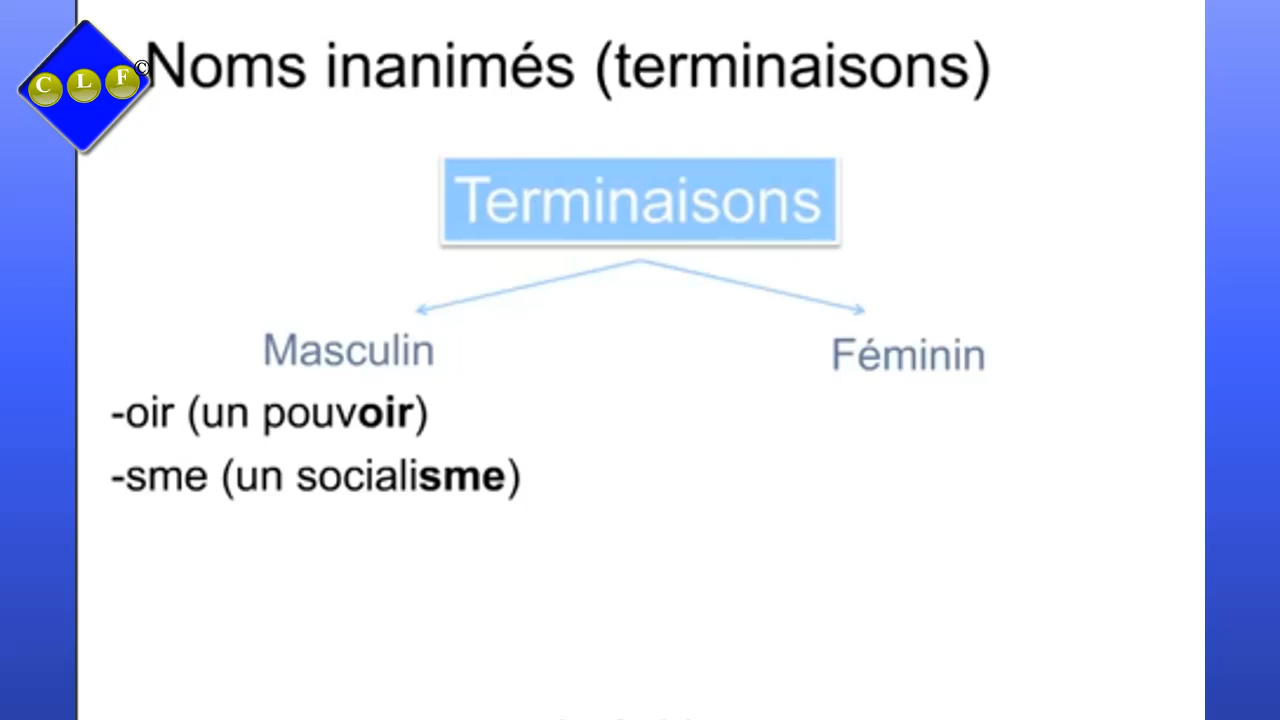 C L F ©
Noms inanimés (terminaisons)
Terminaisons
Masculin
Féminin
-oir (un pouvoir)
-sme (un socialisme)